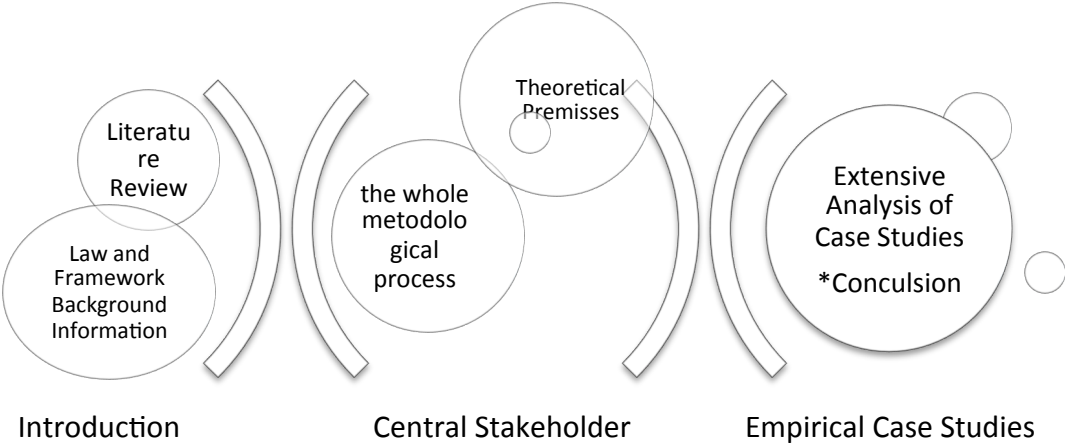 Literatu
re
Review
Law and
Framework
Background
Information
Introduction
Theoretical
Premisses
the whole
metodolo
gical
process
Central Stakeholder
Extensive
Analysis of
Case Studies
*Conculsion
Empirical Case Studies